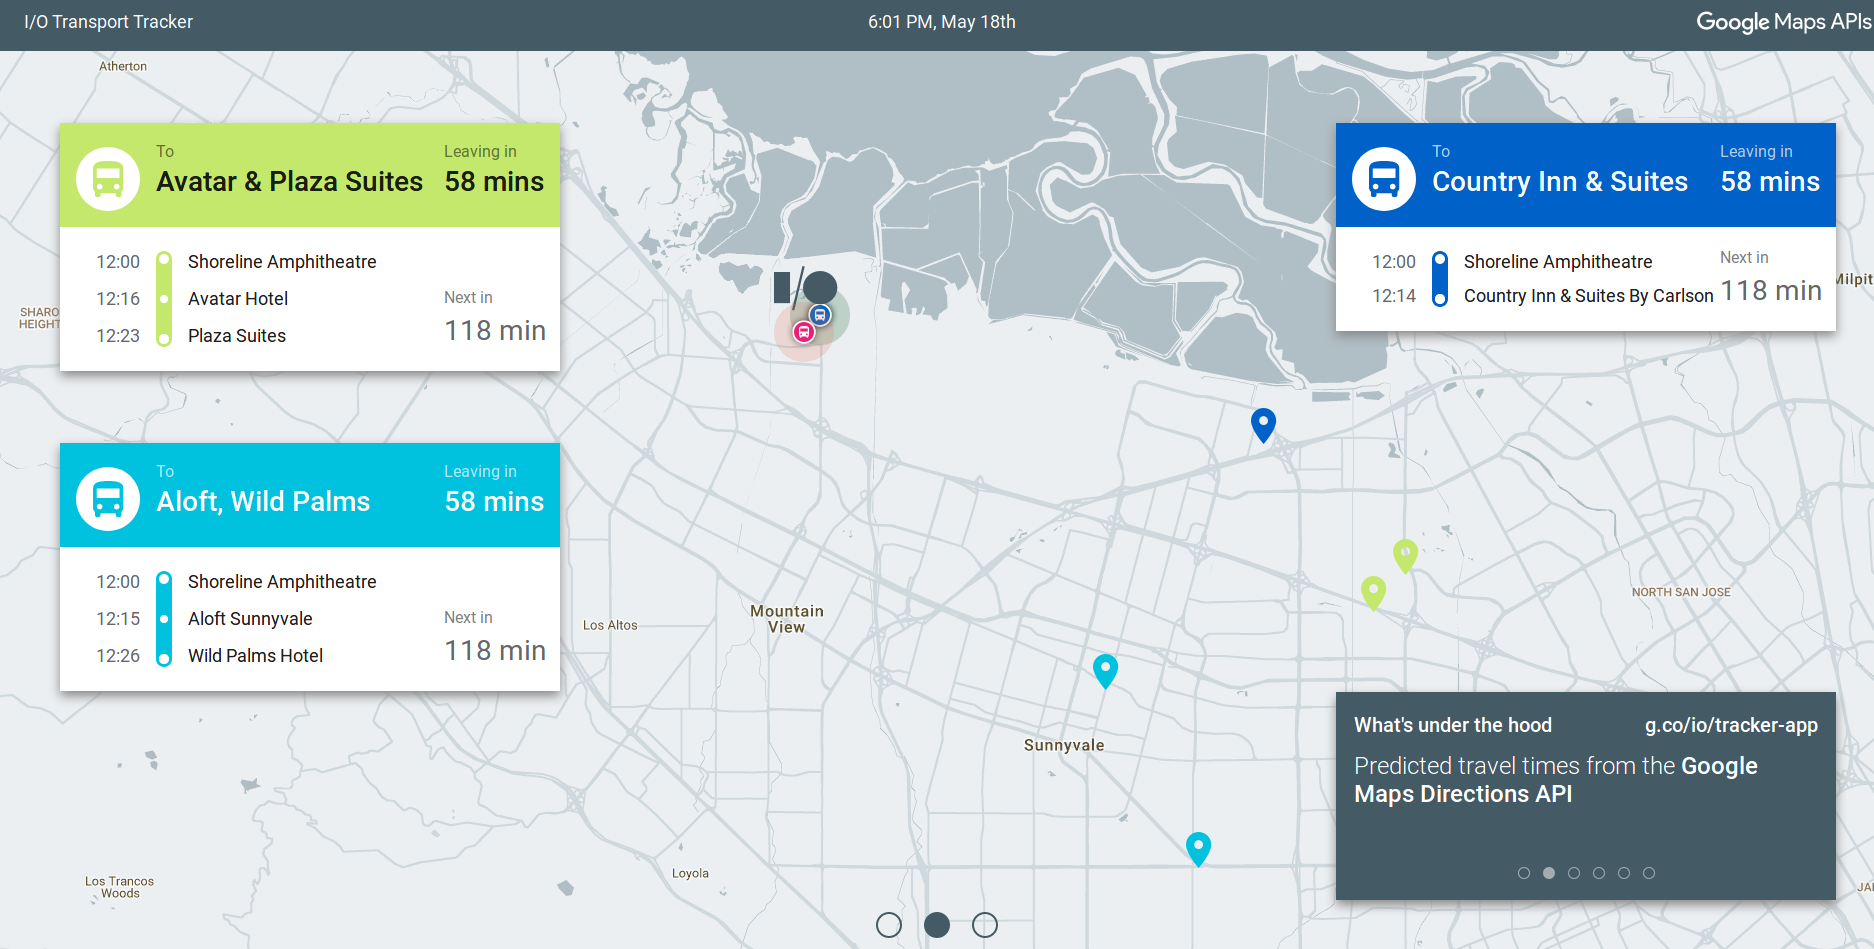 I/O Transport Tracker
6:01 PM, May 18th
Google Maps APIs
Atherton
To
Avatar & Plaza Suites
Leaving in
58 mins
12:00 Shoreline Amphitheatre
12:16 Avatar Hotel
12:23 Plaza Suites
Next in
118 min
To
Country Inn & Suites
Leaving in
58 mins
12:00 Shoreline Amphitheatre
12:14 Country Inn & Suites By Carlson
Next in
118 min
I/O
Milpit
SHARO
HEIGHT
To
Aloft, Wild Palms
Leaving in
58 mins
12:00 Shoreline Amphitheatre
12:15 Aloft Sunnyvale
12:26 Wild Palms Hotel
Next in
118 min
Los Altos
Mountain
View
NORTH SAN JOSE
Sunnyvale
What's under the hood
g.co/io/tracker-app
Predicted travel times from the Google
Maps Directions API
Loyola
Los Trancos
Woods
JA